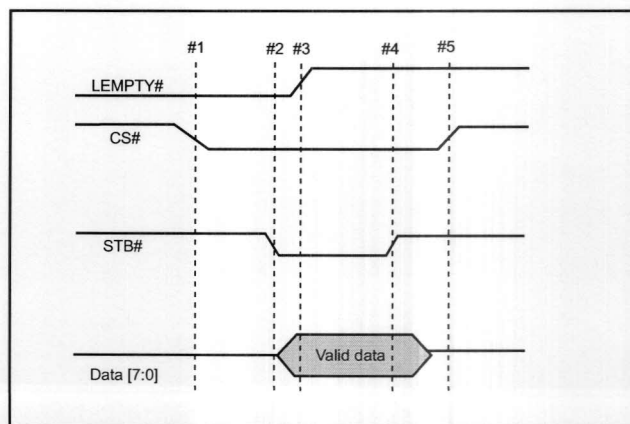 #1 #2 #3 #4 #5
LEMPTY#
CS#
STB#
Valid data
Data [7:0]